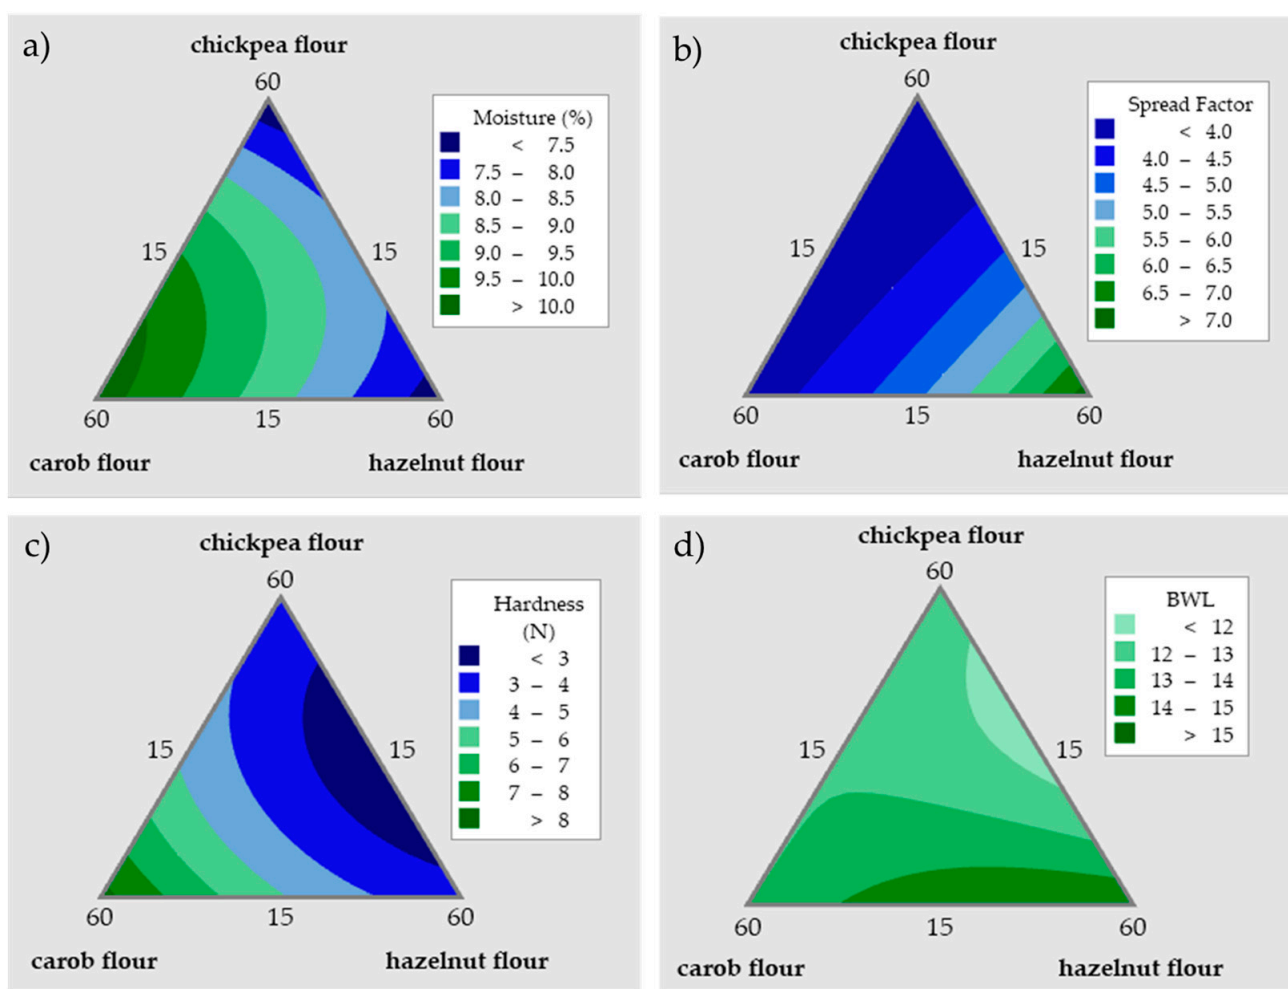 a)
chickpea flour
60
15
15
60
15
60
carob flour
hazelnut flour
Moisture (%)
< 7.5
7.5 – 8.0
8.0 – 8.5
8.5 – 9.0
9.0 – 9.5
9.5 – 10.0
> 10.0
b)
chickpea flour
60
15
15
60
15
60
carob flour
hazelnut flour
Spread Factor
< 4.0
4.0 – 4.5
4.5 – 5.0
5.0 – 5.5
5.5 – 6.0
6.0 – 6.5
6.5 – 7.0
> 7.0
c)
chickpea flour
60
15
15
60
15
60
carob flour
hazelnut flour
Hardness
(N)
< 3
3 – 4
4 – 5
5 – 6
6 – 7
7 – 8
> 8
d)
chickpea flour
60
15
15
60
15
60
carob flour
hazelnut flour
BWL
< 12
12 – 13
13 – 14
14 – 15
> 15